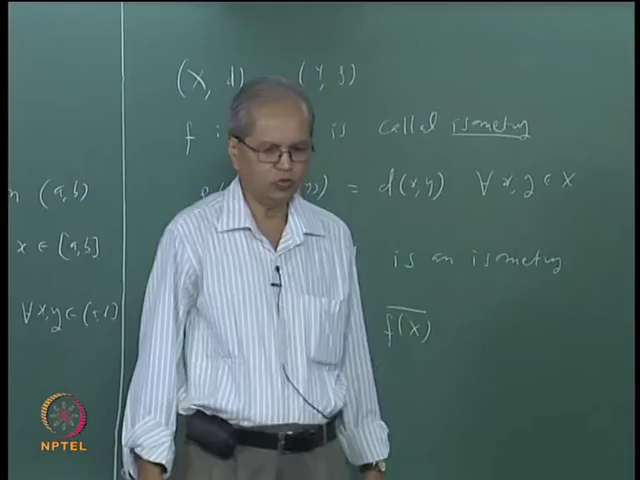 n (a,b)
x ∈ [a,b]
∀x,y ∈ (a,b)
(X, d) (Y, ρ)
f : is called isometry
= d(x,y) ∀ x,y ∈ X
is an isometry
f̅(̅X̅)̅
NPTEL